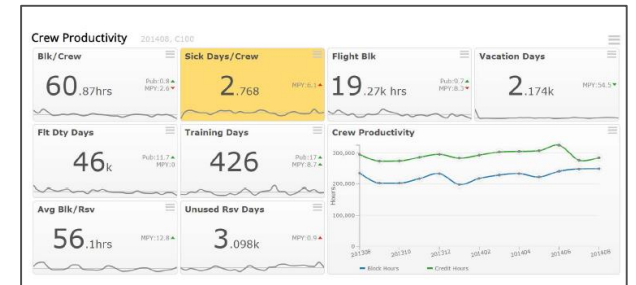 Crew Productivity 201408, C100
Blk/Crew
60.87hrs
Pub:0.8▲
MPY:2.6▼
Sick Days/Crew
2.768
MPY:6.1▲
Flight Blk
19.27k hrs
Pub:9.7▲
MPY:8.3▼
Vacation Days
2.174k
MPY:54.5▼
Flt Dty Days
46k
Pub:11.7▲
MPY:0
Training Days
426
Pub:17▲
MPY:8.7▲
Crew Productivity
Hours
300,000
200,000
100,000
0
201308 201310 201312 201402 201404 201406 201408
Block Hours Credit Hours
Avg Blk/Rsv
56.1hrs
MPY:12.8▲
Unused Rsv Days
3.098k
MPY:0.9▲